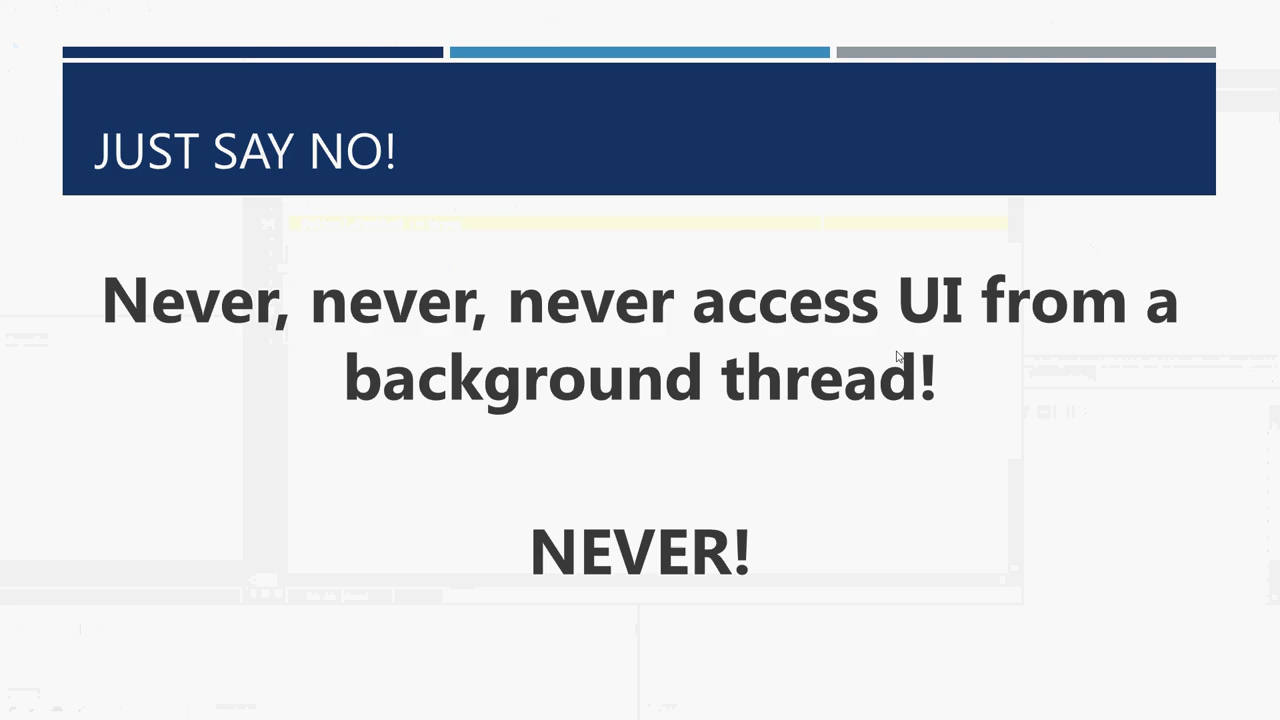 JUST SAY NO!
Never, never, never access UI from a
background thread!
NEVER!